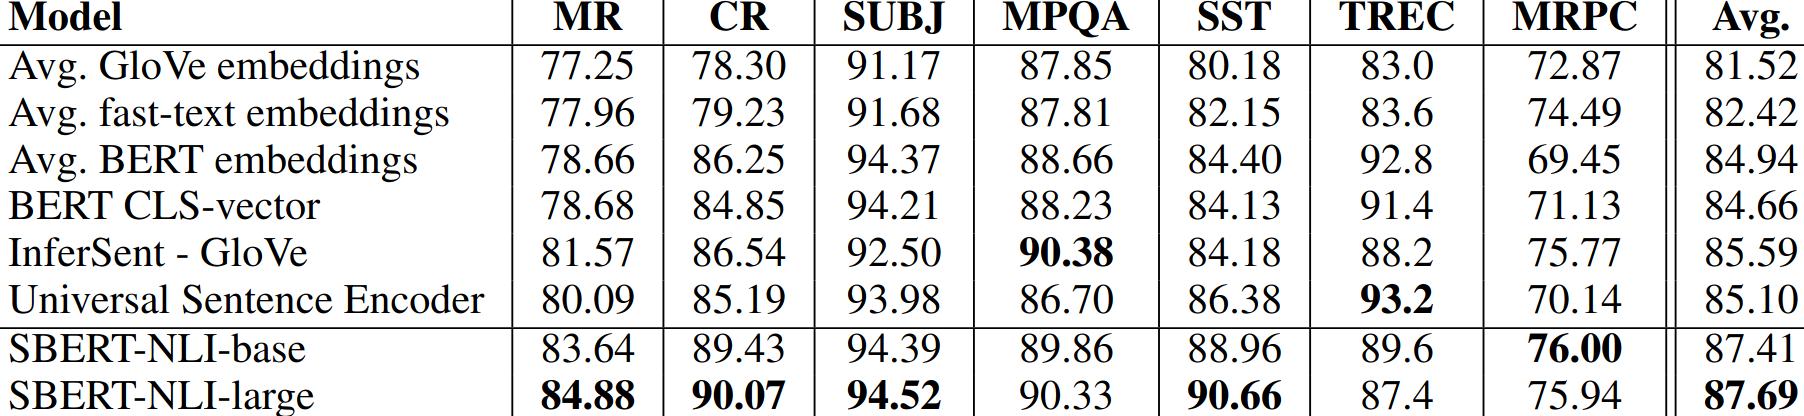 Model MR CR SUBJ MPQA SST TREC MRPC Avg.
Avg. GloVe embeddings 77.25 78.30 91.17 87.85 80.18 83.0 72.87 81.52
Avg. fast-text embeddings 77.96 79.23 91.68 87.81 82.15 83.6 74.49 82.42
Avg. BERT embeddings 78.66 86.25 94.37 88.66 84.40 92.8 69.45 84.94
BERT CLS-vector 78.68 84.85 94.21 88.23 84.13 91.4 71.13 84.66
InferSent - GloVe 81.57 86.54 92.50 90.38 84.18 88.2 75.77 85.59
Universal Sentence Encoder 80.09 85.19 93.98 86.70 86.38 93.2 70.14 85.10
SBERT-NLI-base 83.64 89.43 94.39 89.86 88.96 89.6 76.00 87.41
SBERT-NLI-large 84.88 90.07 94.52 90.33 90.66 87.4 75.94 87.69